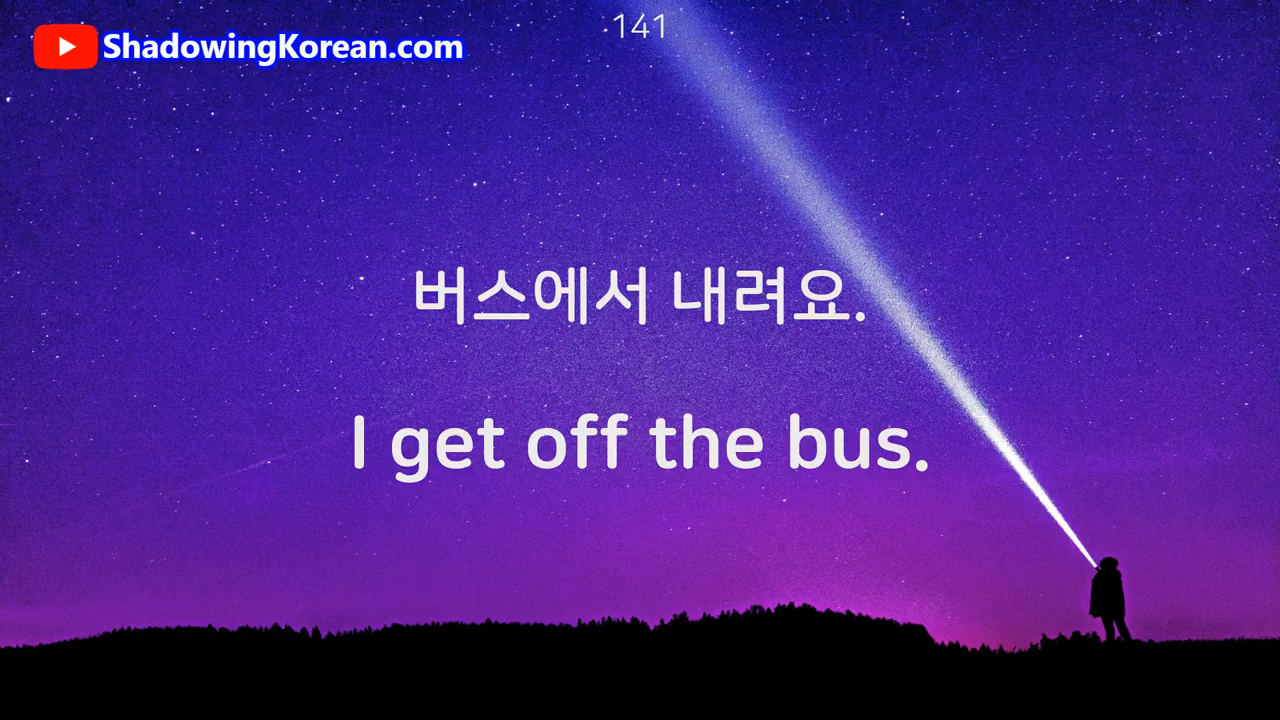 141
ShadowingKorean.com
버스에서 내려요.
I get off the bus.